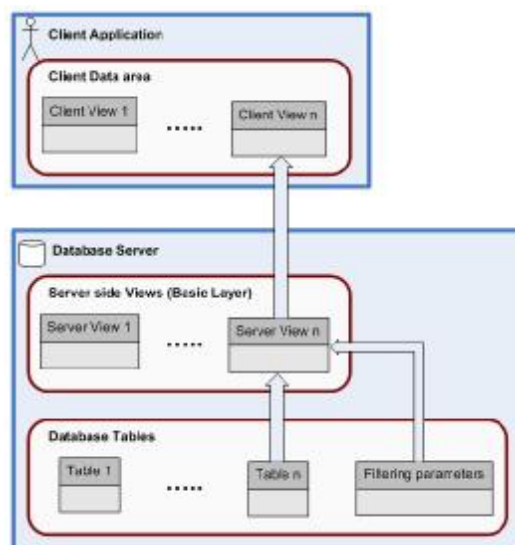 Client Application
Client Data area
Client View 1 ..... Client View n
Database Server
Server side Views (Basic Layer)
Server View 1 ..... Server View n
Database Tables
Table 1 ..... Table n Filtering parameters